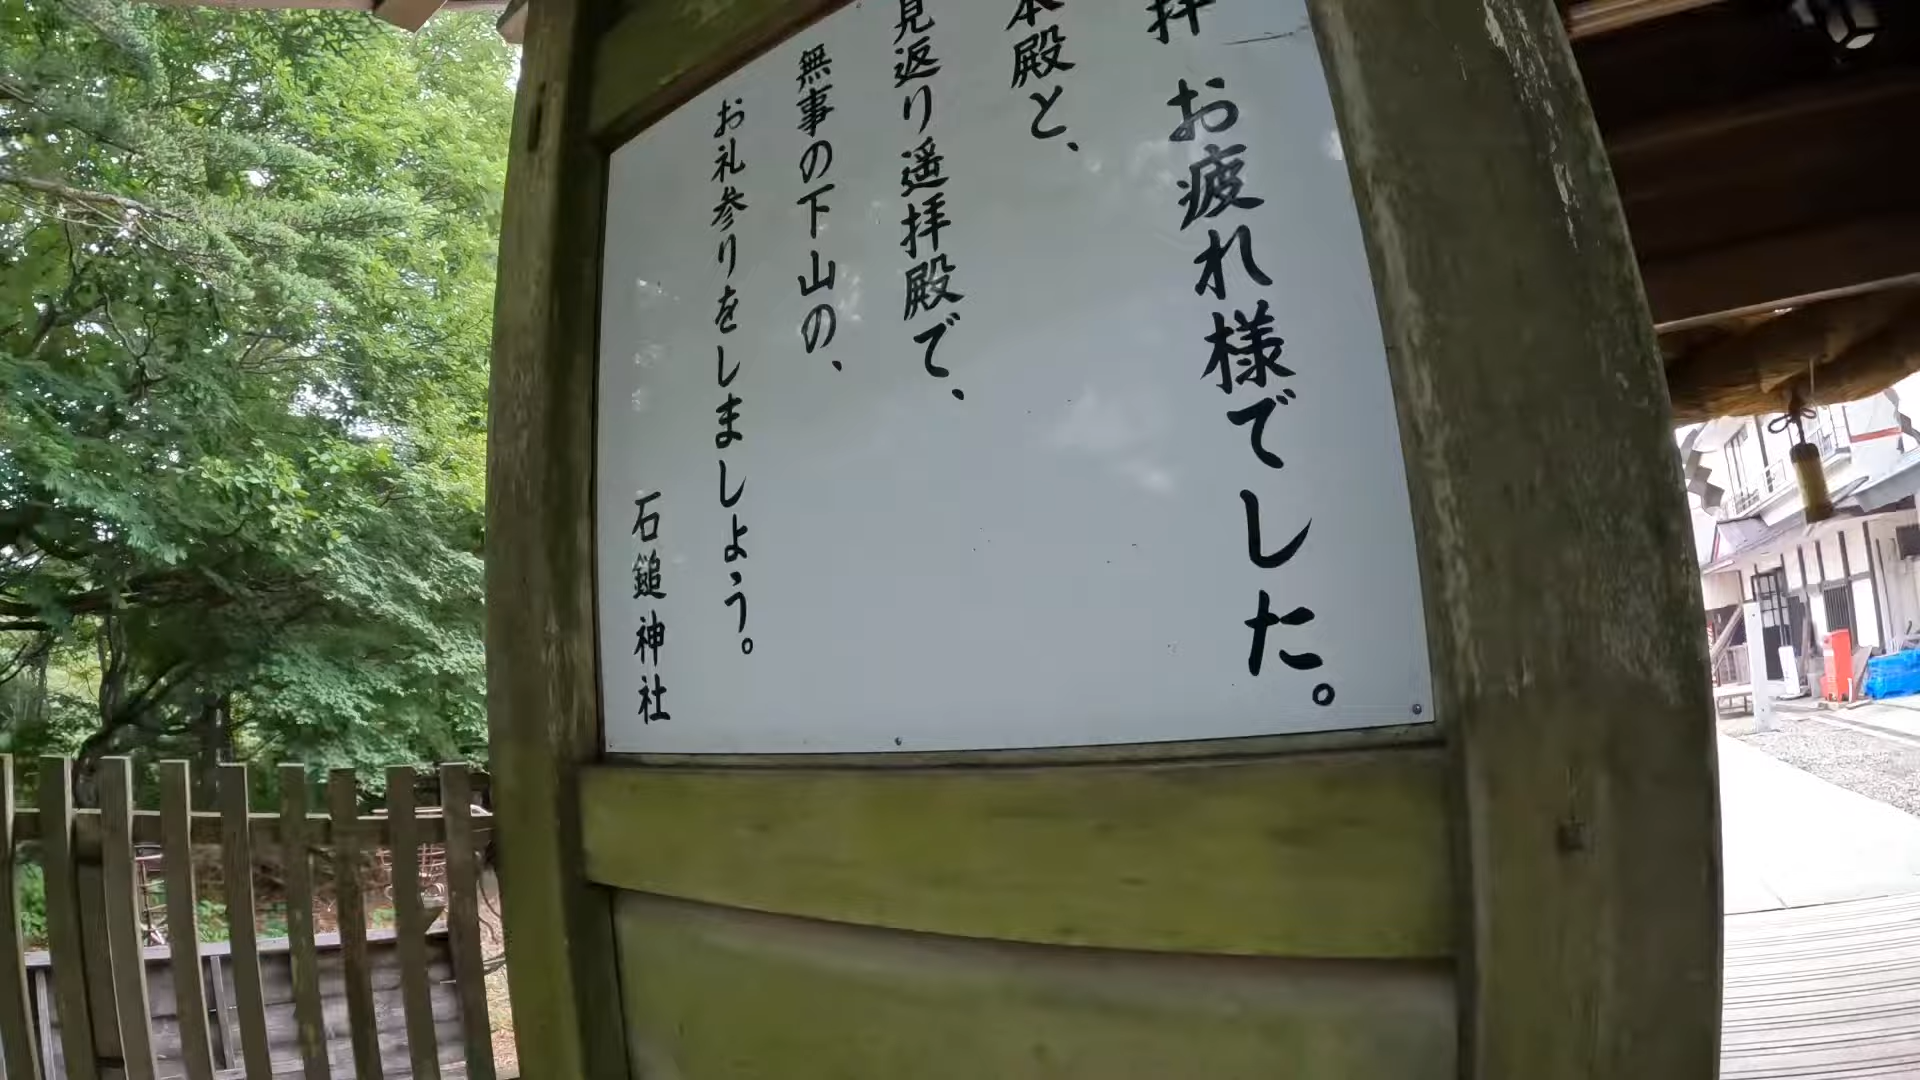 拝 お疲れ様でした。
本殿と、
見返り遥拝殿で、
無事の下山の、
お礼参りをしましょう。
石鎚神社